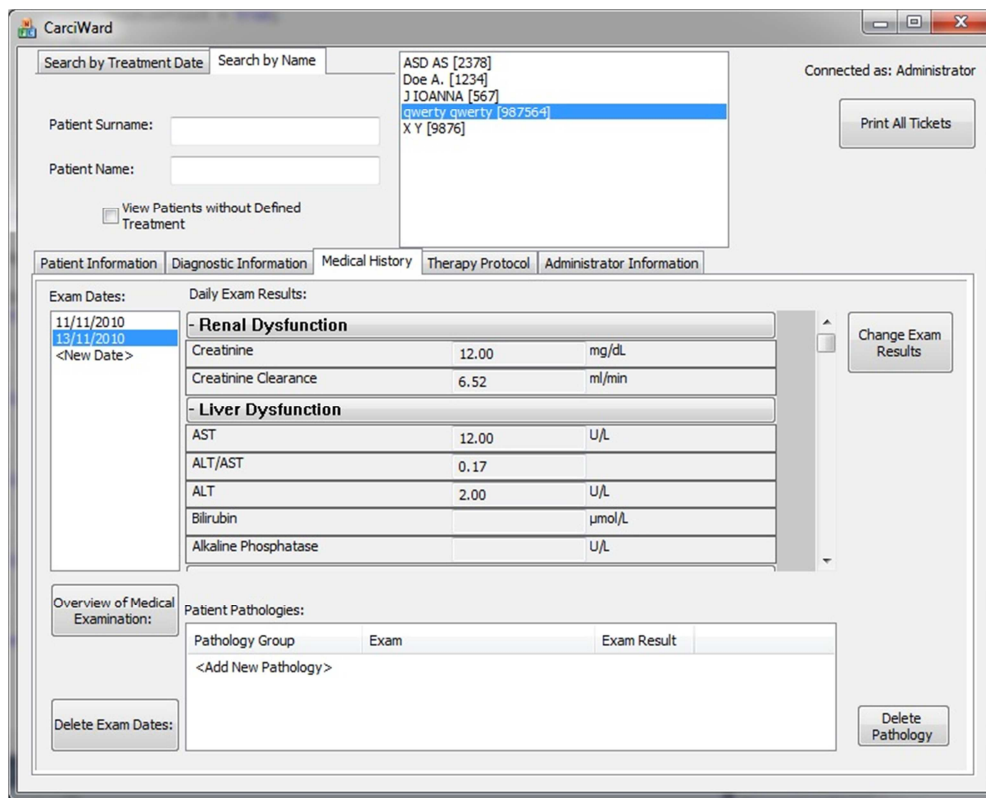 CarciWard
Search by Treatment Date
Search by Name
ASD AS [2378]
Doe A. [1234]
J IOANNA [567]
qwerty qwerty [987564]
X Y [9876]
Connected as: Administrator
Print All Tickets
Patient Surname:
Patient Name:
View Patients without Defined
Treatment
Patient Information
Diagnostic Information
Medical History
Therapy Protocol
Administrator Information
Exam Dates:
11/11/2010
13/11/2010
<New Date>
Daily Exam Results:
- Renal Dysfunction
Creatinine 12.00 mg/dL
Creatinine Clearance 6.52 ml/min
- Liver Dysfunction
AST 12.00 U/L
ALT/AST 0.17
ALT 2.00 U/L
Bilirubin µmol/L
Alkaline Phosphatase U/L
Change Exam
Results
Overview of Medical
Examination:
Delete Exam Dates:
Patient Pathologies:
Pathology Group Exam Exam Result
<Add New Pathology>
Delete
Pathology